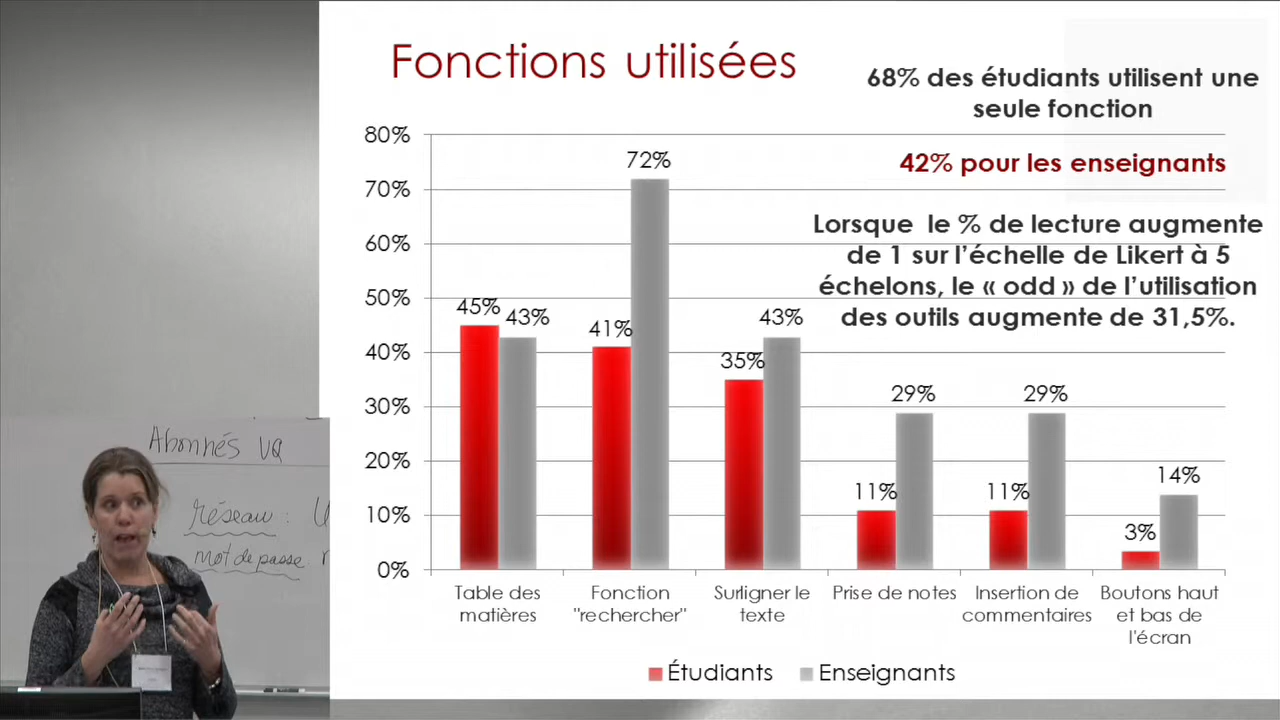 Fonctions utilisées
68% des étudiants utilisent une
seule fonction
42% pour les enseignants
Lorsque le % de lecture augmente
de 1 sur l'échelle de Likert à 5
échelons, le « odd » de l'utilisation
des outils augmente de 31,5%.
80%
70%
60%
50%
40%
30%
20%
10%
0%
45%
43%
41%
72%
35%
43%
11%
29%
11%
29%
3%
14%
Table des
matières
Fonction
"rechercher"
Surligner le
texte
Prise de notes
Insertion de
commentaires
Boutons haut
et bas de
l'écran
Étudiants
Enseignants
Abonnés UQ
réseau : U
mot de passe